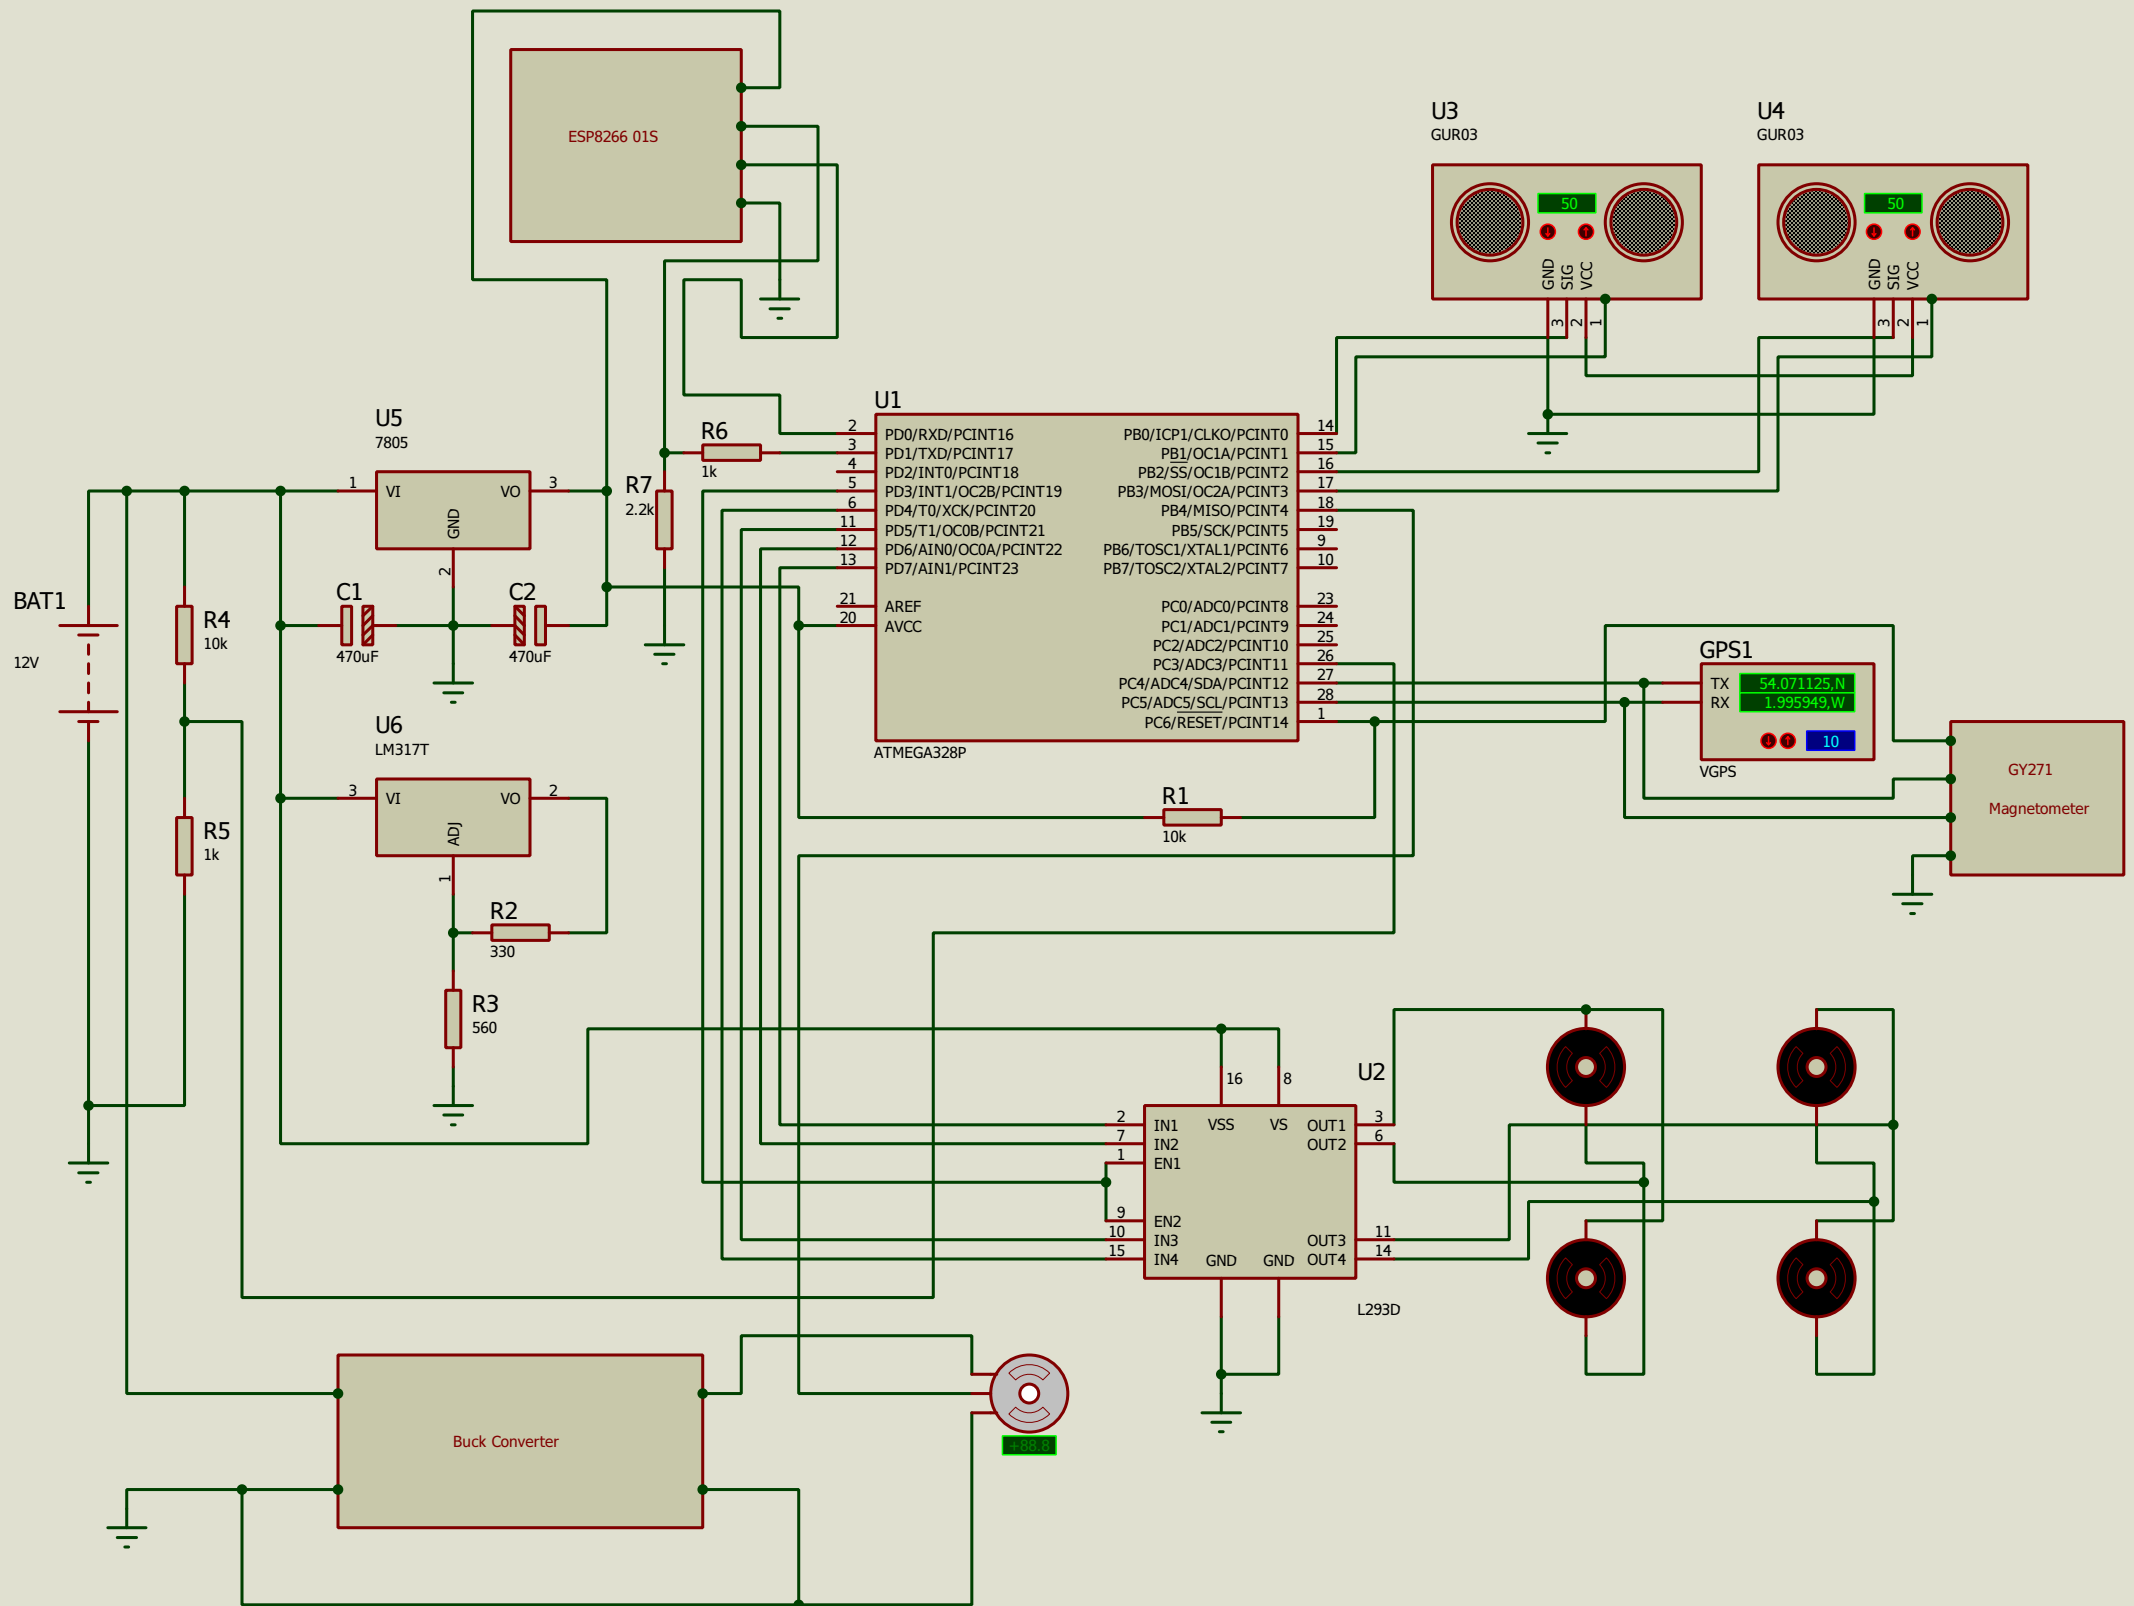 ESP8266 01S
U3
GUR03
50
GND
SIG
VCC
3
2
1
U4
GUR03
50
GND
SIG
VCC
3
2
1
U5
7805
1
VI
VO
3
GND
2
C1
470uF
C2
470uF
BAT1
12V
R4
10k
R5
1k
R6
1k
R7
2.2k
U6
LM317T
3
VI
VO
2
ADJ
1
R2
330
R3
560
U1
2 PD0/RXD/PCINT16
3 PD1/TXD/PCINT17
4 PD2/INT0/PCINT18
5 PD3/INT1/OC2B/PCINT19
6 PD4/T0/XCK/PCINT20
11 PD5/T1/OC0B/PCINT21
12 PD6/AIN0/OC0A/PCINT22
13 PD7/AIN1/PCINT23
21 AREF
20 AVCC
PB0/ICP1/CLKO/PCINT0 14
PB1/OC1A/PCINT1 15
PB2/SS/OC1B/PCINT2 16
PB3/MOSI/OC2A/PCINT3 17
PB4/MISO/PCINT4 18
PB5/SCK/PCINT5 19
PB6/TOSC1/XTAL1/PCINT6 9
PB7/TOSC2/XTAL2/PCINT7 10
PC0/ADC0/PCINT8 23
PC1/ADC1/PCINT9 24
PC2/ADC2/PCINT10 25
PC3/ADC3/PCINT11 26
PC4/ADC4/SDA/PCINT12 27
PC5/ADC5/SCL/PCINT13 28
PC6/RESET/PCINT14 1
ATMEGA328P
R1
10k
GPS1
TX 54.071125,N
RX 1.995949,W
10
VGPS
GY271
Magnetometer
U2
16
8
2 IN1
7 IN2
1 EN1
9 EN2
10 IN3
15 IN4
VSS
VS
OUT1 3
OUT2 6
OUT3 11
OUT4 14
GND
GND
L293D
Buck Converter
+88.8